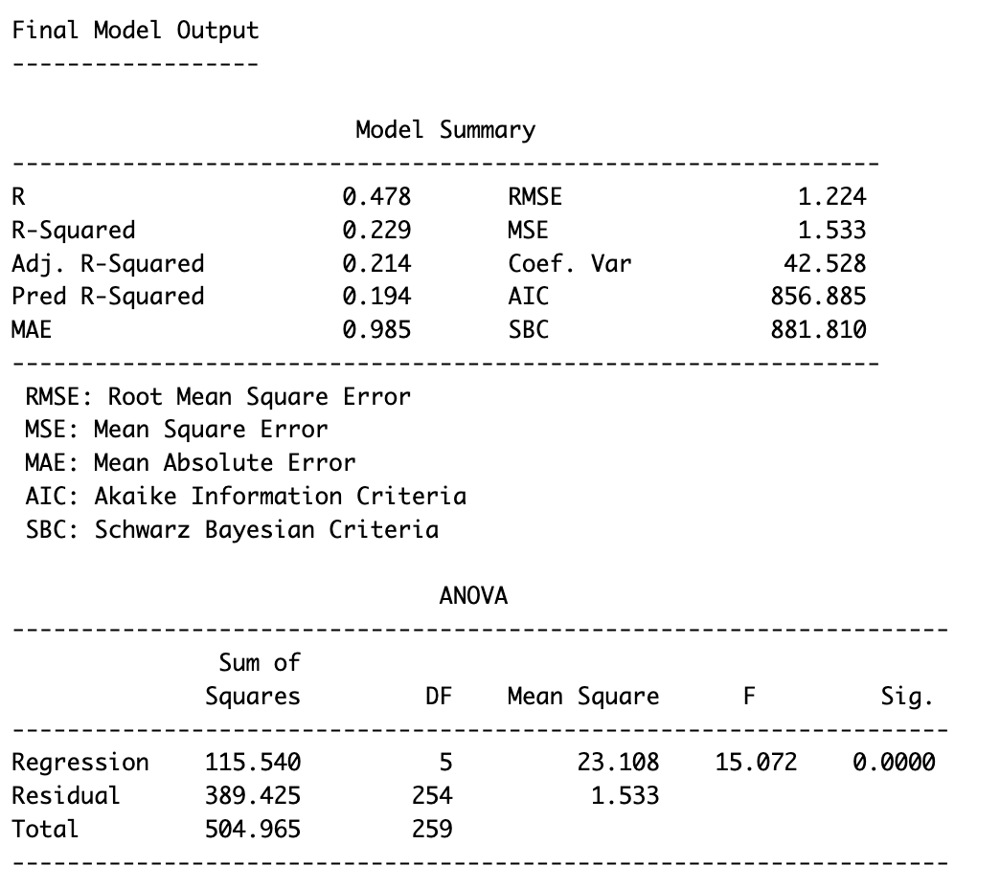 Final Model Output
------------------
Model Summary
---------------------------------------------------------------
R                       0.478       RMSE                 1.224
R-Squared               0.229       MSE                  1.533
Adj. R-Squared          0.214       Coef. Var           42.528
Pred R-Squared          0.194       AIC                856.885
MAE                     0.985       SBC                881.810
---------------------------------------------------------------
RMSE: Root Mean Square Error
MSE: Mean Square Error
MAE: Mean Absolute Error
AIC: Akaike Information Criteria
SBC: Schwarz Bayesian Criteria
ANOVA
--------------------------------------------------------------------
Sum of
Squares         DF    Mean Square      F         Sig.
--------------------------------------------------------------------
Regression    115.540          5         23.108    15.072    0.0000
Residual      389.425        254          1.533
Total         504.965        259
--------------------------------------------------------------------